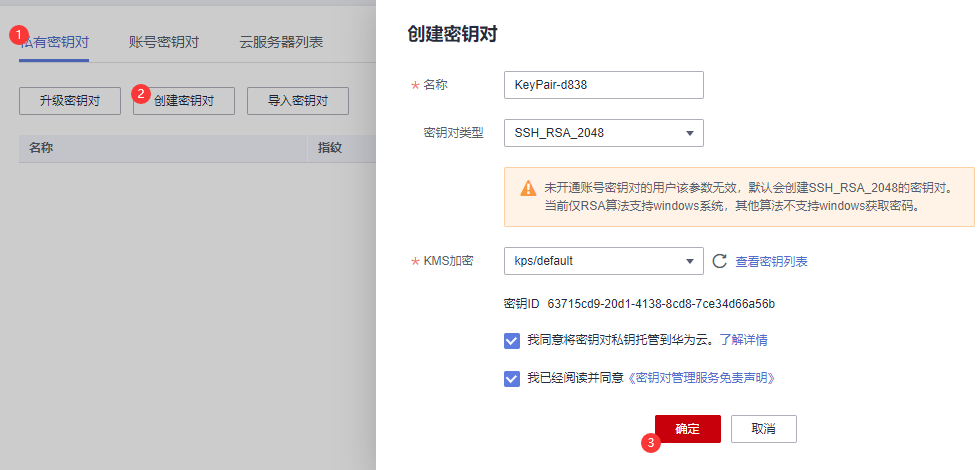 1
私有密钥对
账号密钥对
云服务器列表
升级密钥对
2
创建密钥对
导入密钥对
名称
指纹
创建密钥对
* 名称
KeyPair-d838
密钥对类型
SSH_RSA_2048
未开通账号密钥对的用户该参数无效，默认会创建SSH_RSA_2048的密钥对。
当前仅RSA算法支持windows系统，其他算法不支持windows获取密码。
* KMS加密
kps/default
查看密钥列表
密钥ID 63715cd9-20d1-4138-8cd8-7ce34d66a56b
我同意将密钥对私钥托管到华为云。了解详情
我已经阅读并同意《密钥对管理服务免责声明》
3
确定
取消